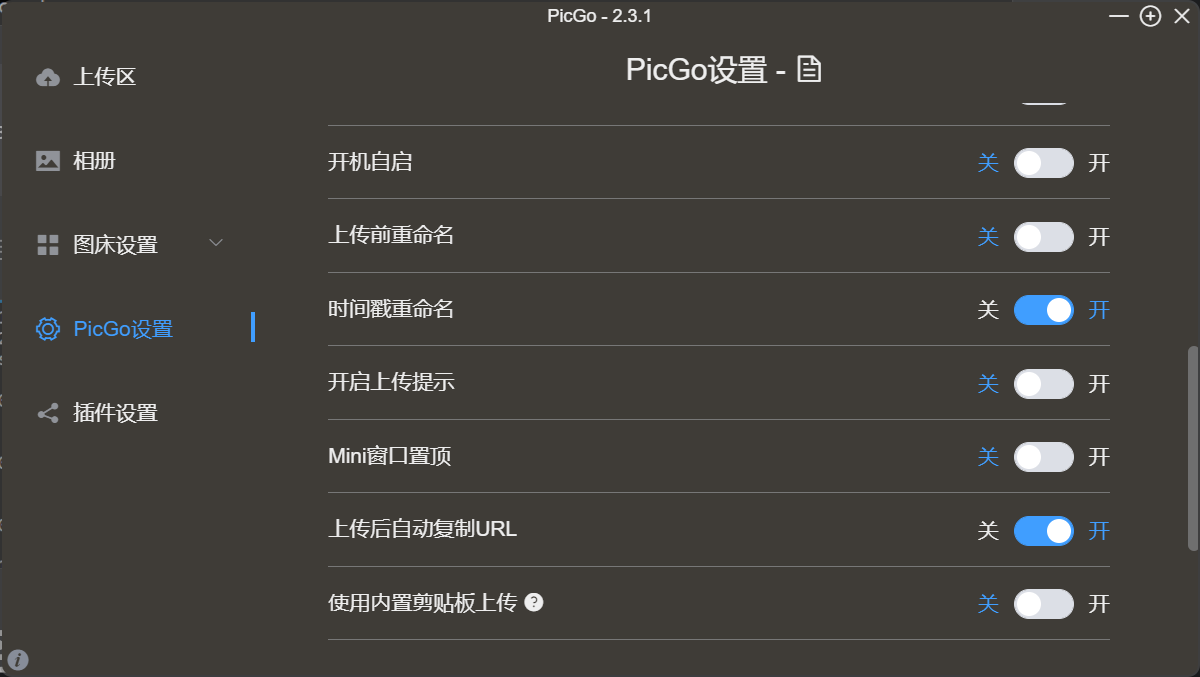 PicGo - 2.3.1
上传区
相册
图床设置
PicGo设置
插件设置
PicGo设置 -
开机自启 关 开
上传前重命名 关 开
时间戳重命名 关 开
开启上传提示 关 开
Mini窗口置顶 关 开
上传后自动复制URL 关 开
使用内置剪贴板上传 ? 关 开
i